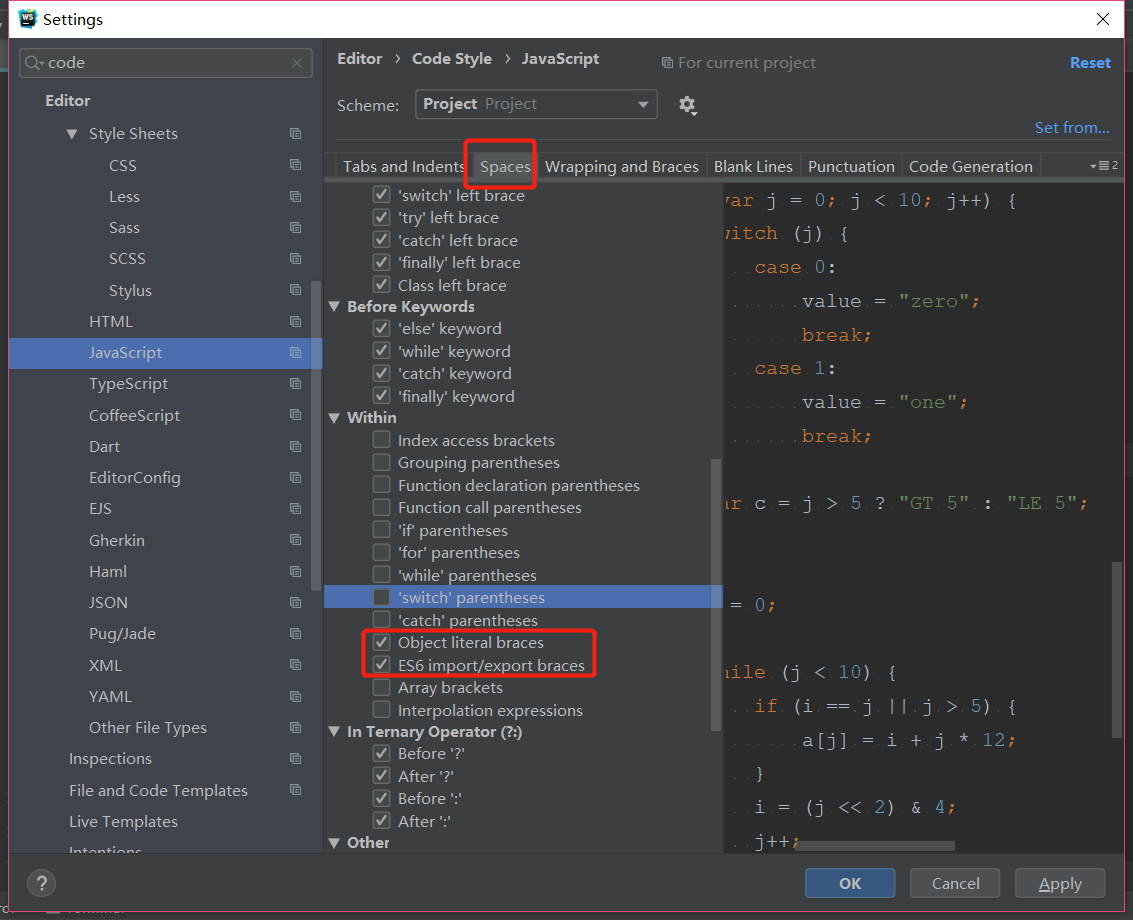 WS
Settings
code
Editor
Style Sheets
CSS
Less
Sass
SCSS
Stylus
HTML
JavaScript
TypeScript
CoffeeScript
Dart
EditorConfig
EJS
Gherkin
Haml
JSON
Pug/Jade
XML
YAML
Other File Types
Inspections
File and Code Templates
Live Templates
Intentions
Editor › Code Style › JavaScript
For current project
Reset
Scheme: Project Project
Set from...
Tabs and Indents Spaces Wrapping and Braces Blank Lines Punctuation Code Generation 2
'switch' left brace
'try' left brace
'catch' left brace
'finally' left brace
Class left brace
Before Keywords
'else' keyword
'while' keyword
'catch' keyword
'finally' keyword
Within
Index access brackets
Grouping parentheses
Function declaration parentheses
Function call parentheses
'if' parentheses
'for' parentheses
'while' parentheses
'switch' parentheses
'catch' parentheses
Object literal braces
ES6 import/export braces
Array brackets
Interpolation expressions
In Ternary Operator (?:)
Before '?'
After '?'
Before ':'
After ':'
Other
var j = 0; j < 10; j++) {
witch (j) {
case 0:
value = "zero";
break;
case 1:
value = "one";
break;
ar c = j > 5 ? "GT 5" : "LE 5";
= 0;
hile (j < 10) {
if (i == j || j > 5) {
a[j] = i + j * 12;
}
i = (j << 2) & 4;
j++;
?
OK
Cancel
Apply